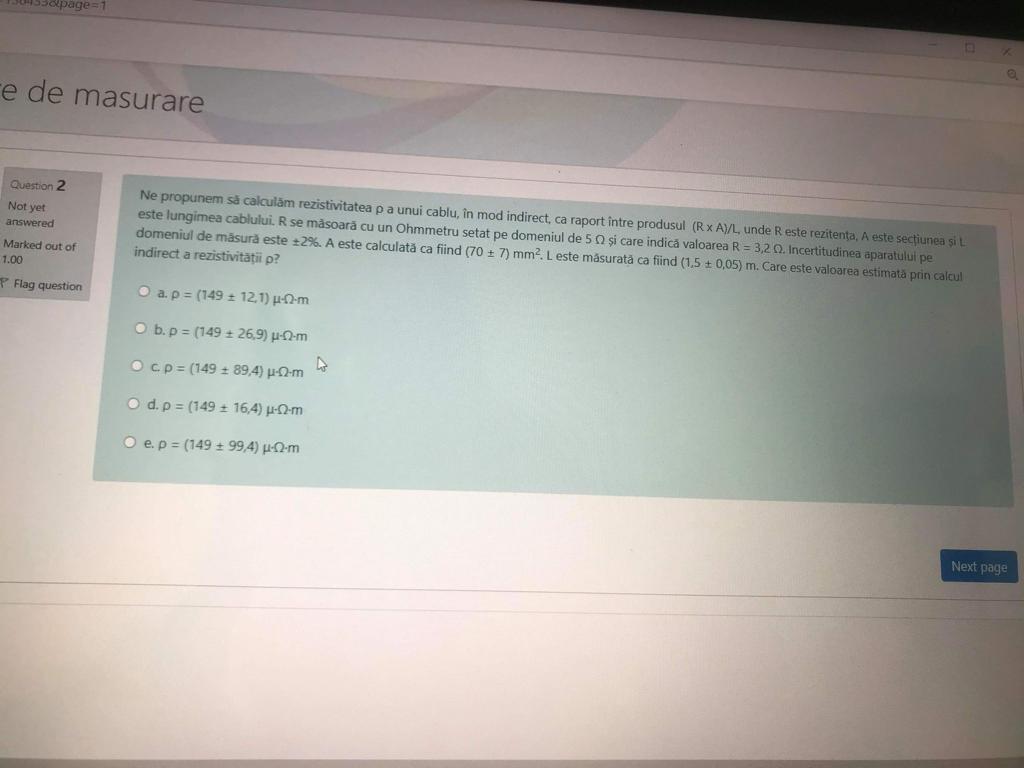 page=1
e de masurare
Question 2
Not yet
answered
Marked out of
1.00
Flag question
Ne propunem să calculăm rezistivitatea ρ a unui cablu, în mod indirect, ca raport între produsul (R x A)/L, unde R este rezitența, A este secțiunea și L
este lungimea cablului. R se măsoară cu un Ohmmetru setat pe domeniul de 5 Ω și care indică valoarea R = 3,2 Ω. Incertitudinea aparatului pe
domeniul de măsură este ±2%. A este calculată ca fiind (70 ± 7) mm². L este măsurată ca fiind (1,5 ± 0,05) m. Care este valoarea estimată prin calcul
indirect a rezistivității ρ?
a. ρ = (149 ± 12,1) μ-Ω-m
b. ρ = (149 ± 26,9) μ-Ω-m
c. ρ = (149 ± 89,4) μ-Ω-m
d. ρ = (149 ± 16,4) μ-Ω-m
e. ρ = (149 ± 99,4) μ-Ω-m
Next page